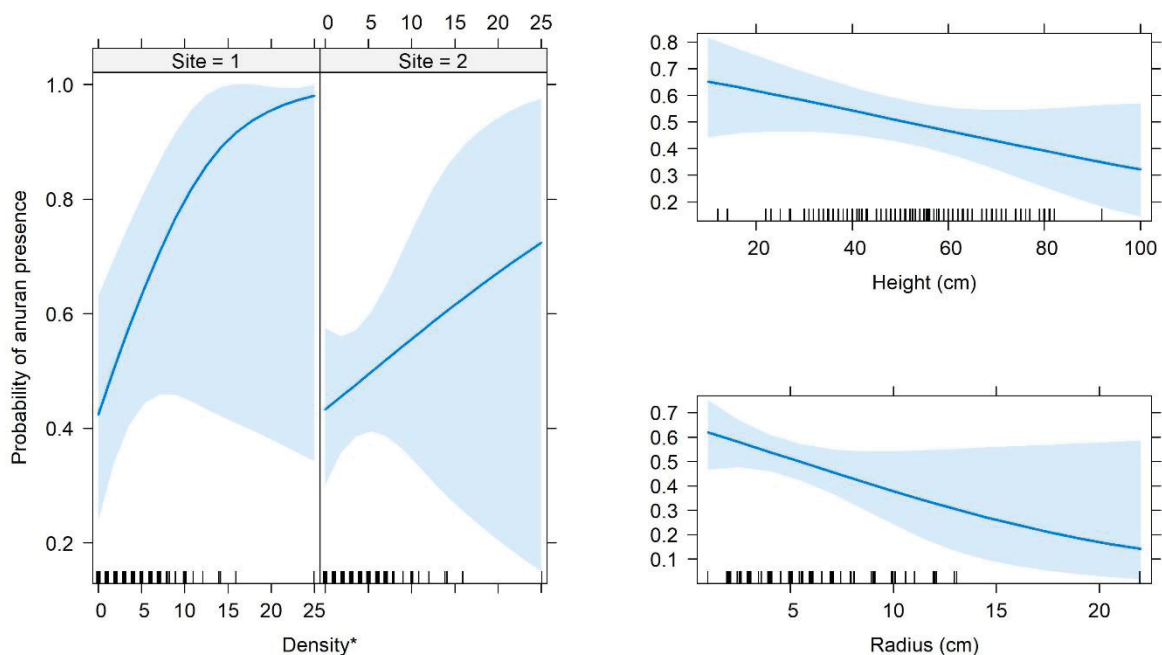 0 5 10 15 20 25
Site = 1 Site = 2
1.0
0.8
0.6
0.4
0.2
Probability of anuran presence
0 5 10 15 20 25
Density*
0.8
0.7
0.6
0.5
0.4
0.3
0.2
20 40 60 80 100
Height (cm)
0.7
0.6
0.5
0.4
0.3
0.2
0.1
5 10 15 20
Radius (cm)